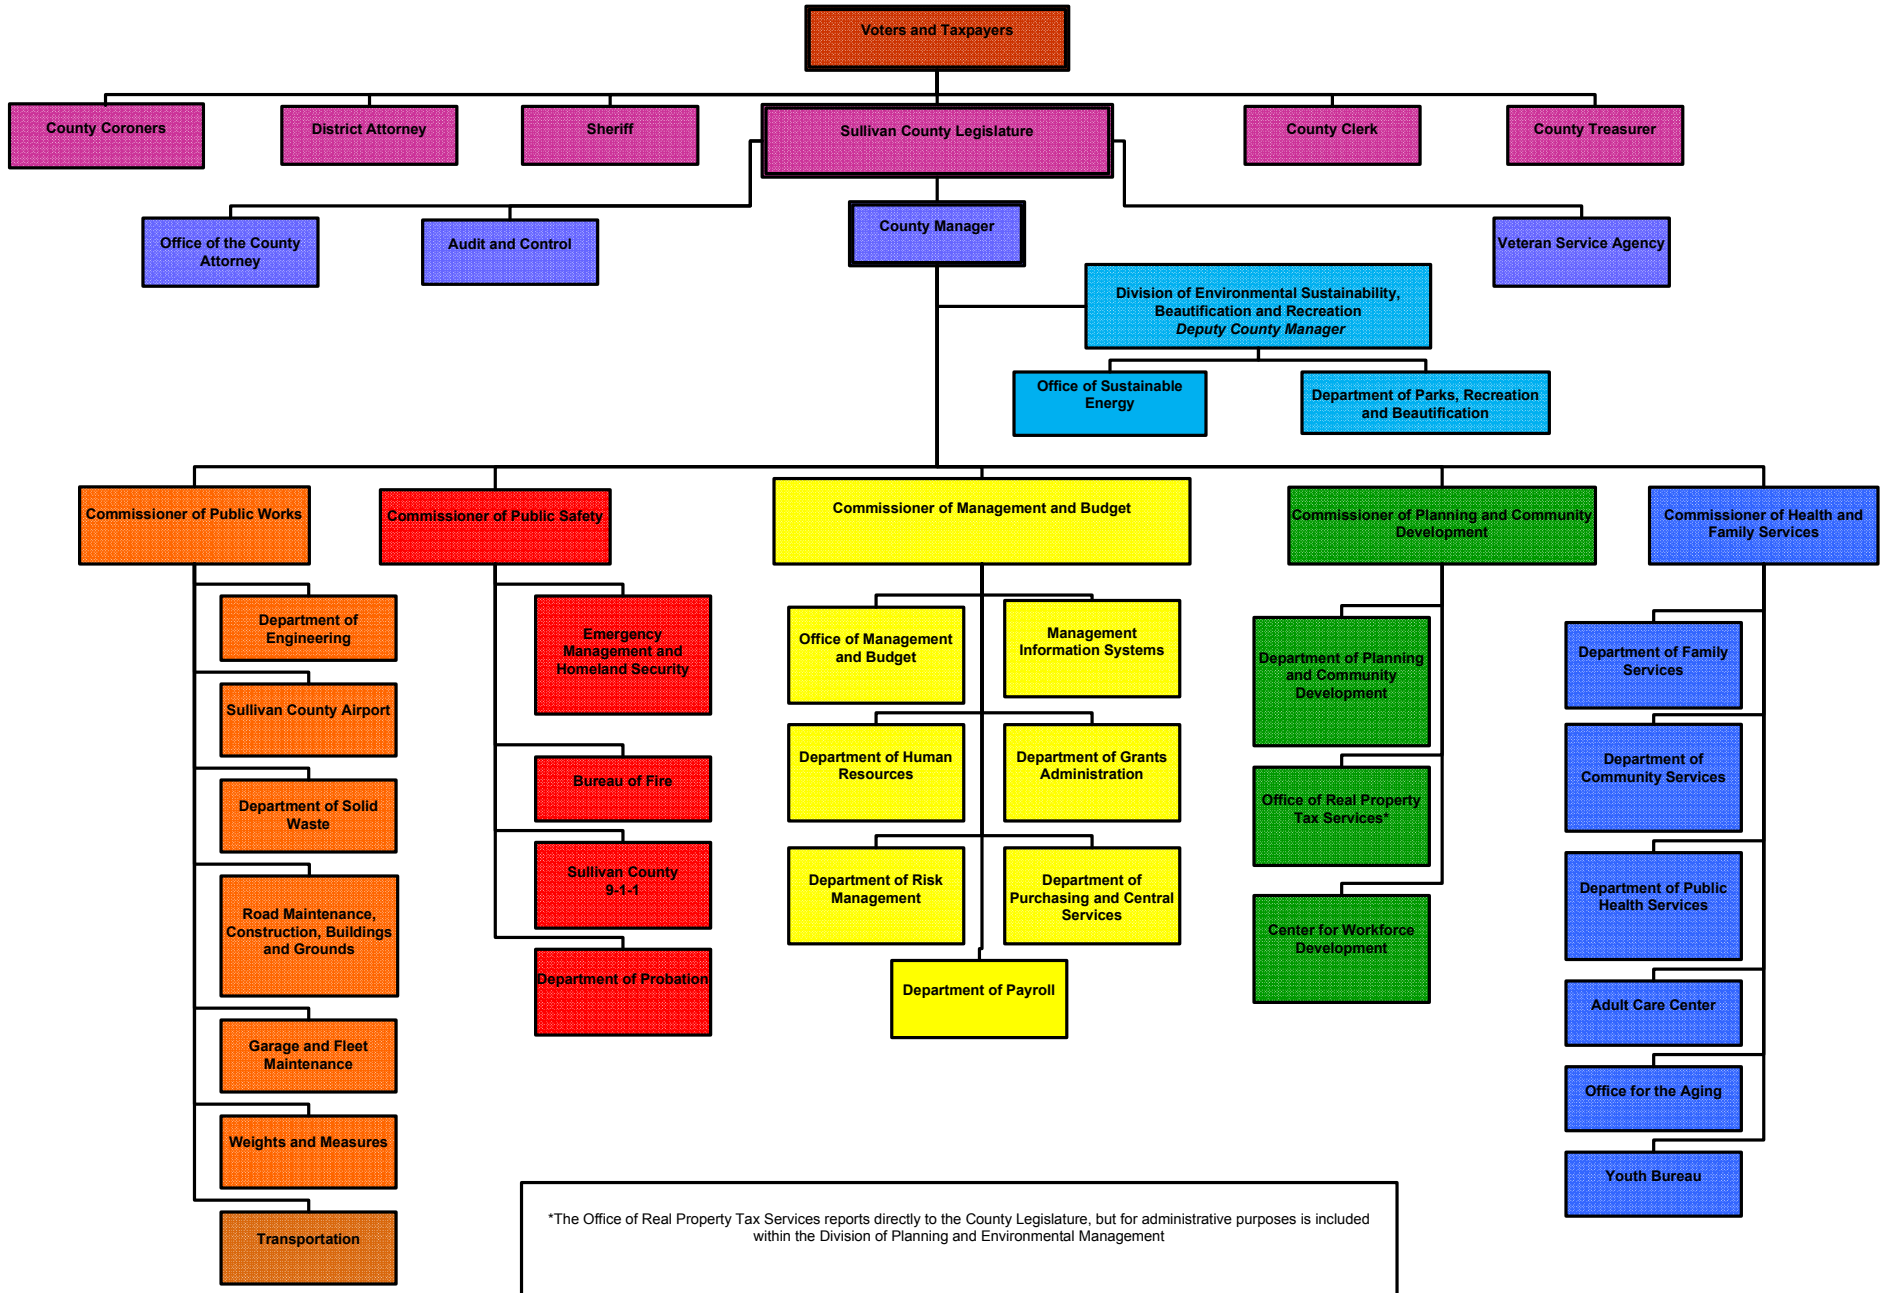 Voters and Taxpayers
County Coroners
District Attorney
Sheriff
Sullivan County Legislature
County Clerk
County Treasurer
Office of the County
Attorney
Audit and Control
County Manager
Veteran Service Agency
Division of Environmental Sustainability,
Beautification and Recreation
Deputy County Manager
Office of Sustainable
Energy
Department of Parks, Recreation
and Beautification
Commissioner of Public Works
Commissioner of Public Safety
Commissioner of Management and Budget
Commissioner of Planning and Community
Development
Commissioner of Health and
Family Services
Department of
Engineering
Sullivan County Airport
Department of Solid
Waste
Road Maintenance,
Construction, Buildings
and Grounds
Garage and Fleet
Maintenance
Weights and Measures
Transportation
Emergency
Management and
Homeland Security
Bureau of Fire
Sullivan County
9-1-1
Department of Probation
Office of Management
and Budget
Management
Information Systems
Department of Human
Resources
Department of Grants
Administration
Department of Risk
Management
Department of
Purchasing and Central
Services
Department of Payroll
Department of Planning
and Community
Development
Office of Real Property
Tax Services*
Center for Workforce
Development
Department of Family
Services
Department of
Community Services
Department of Public
Health Services
Adult Care Center
Office for the Aging
Youth Bureau
*The Office of Real Property Tax Services reports directly to the County Legislature, but for administrative purposes is included
within the Division of Planning and Environmental Management